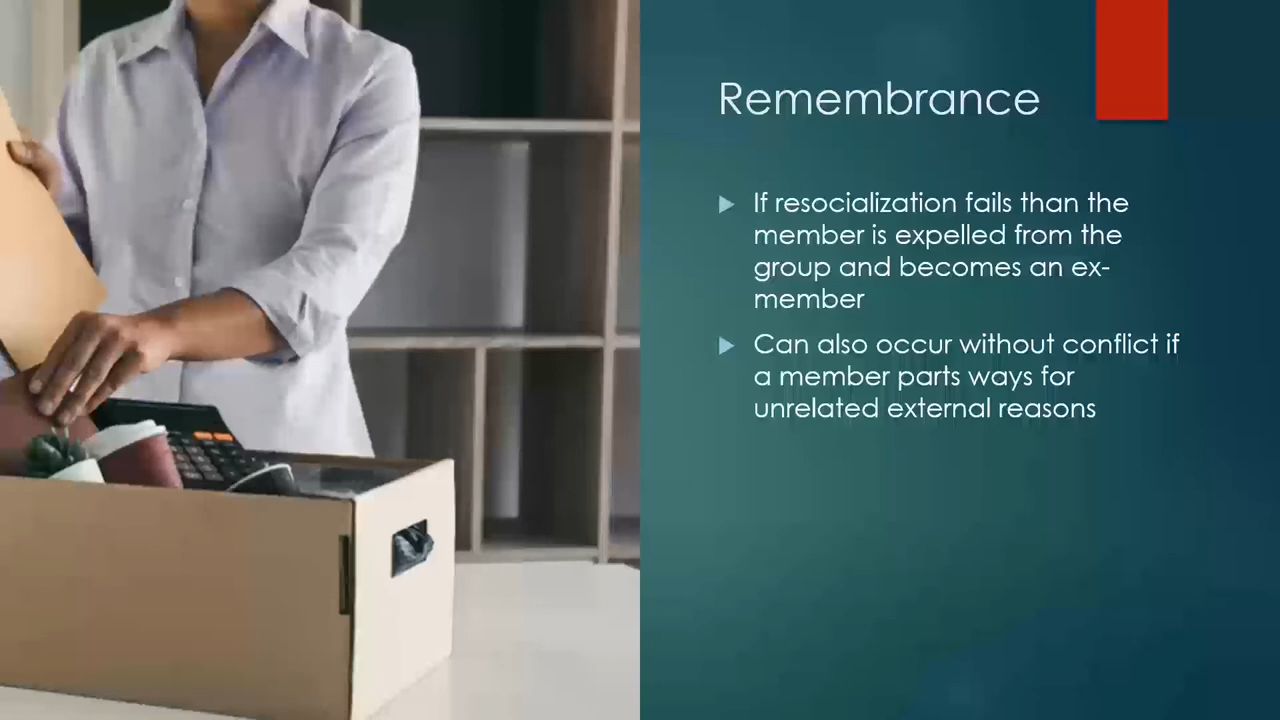 Remembrance
If resocialization fails than the
member is expelled from the
group and becomes an ex-
member
Can also occur without conflict if
a member parts ways for
unrelated external reasons